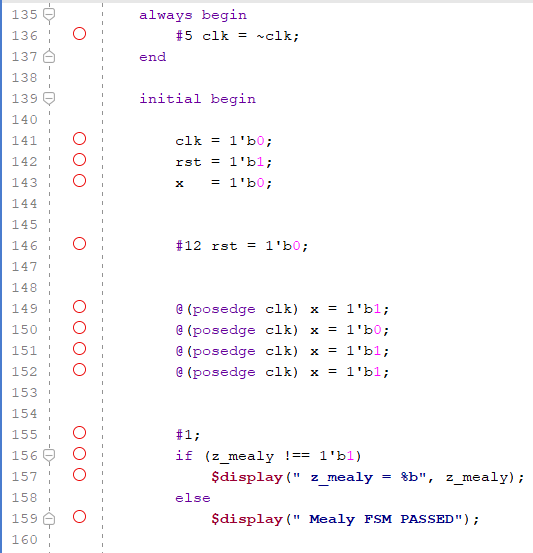 135 always begin
136 #5 clk = ~clk;
137 end
138
139 initial begin
140
141 clk = 1'b0;
142 rst = 1'b1;
143 x   = 1'b0;
144
145
146 #12 rst = 1'b0;
147
148
149 @(posedge clk) x = 1'b1;
150 @(posedge clk) x = 1'b0;
151 @(posedge clk) x = 1'b1;
152 @(posedge clk) x = 1'b1;
153
154
155 #1;
156 if (z_mealy !== 1'b1)
157 $display(" z_mealy = %b", z_mealy);
158 else
159 $display(" Mealy FSM PASSED");
160